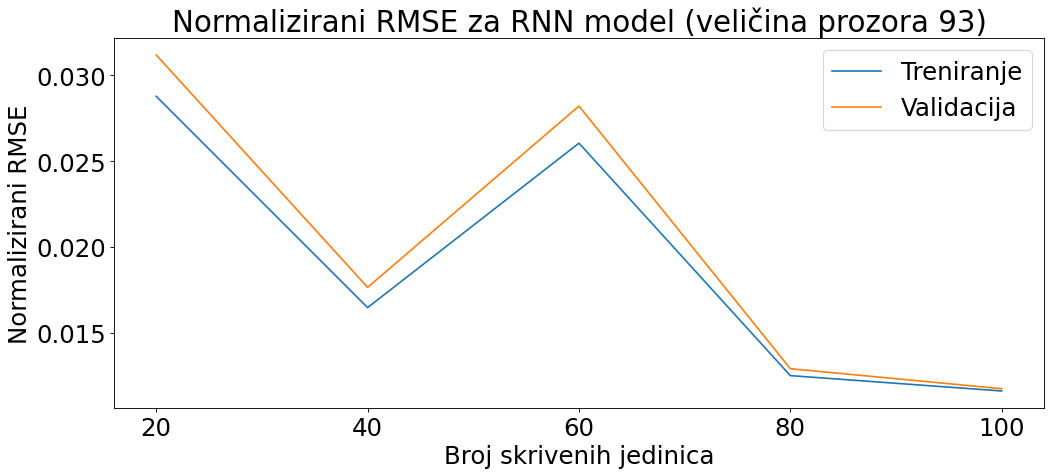 Normalizirani RMSE za RNN model (veličina prozora 93)
Treniranje
Validacija
Normalizirani RMSE
0.030
0.025
0.020
0.015
20 40 60 80 100
Broj skrivenih jedinica